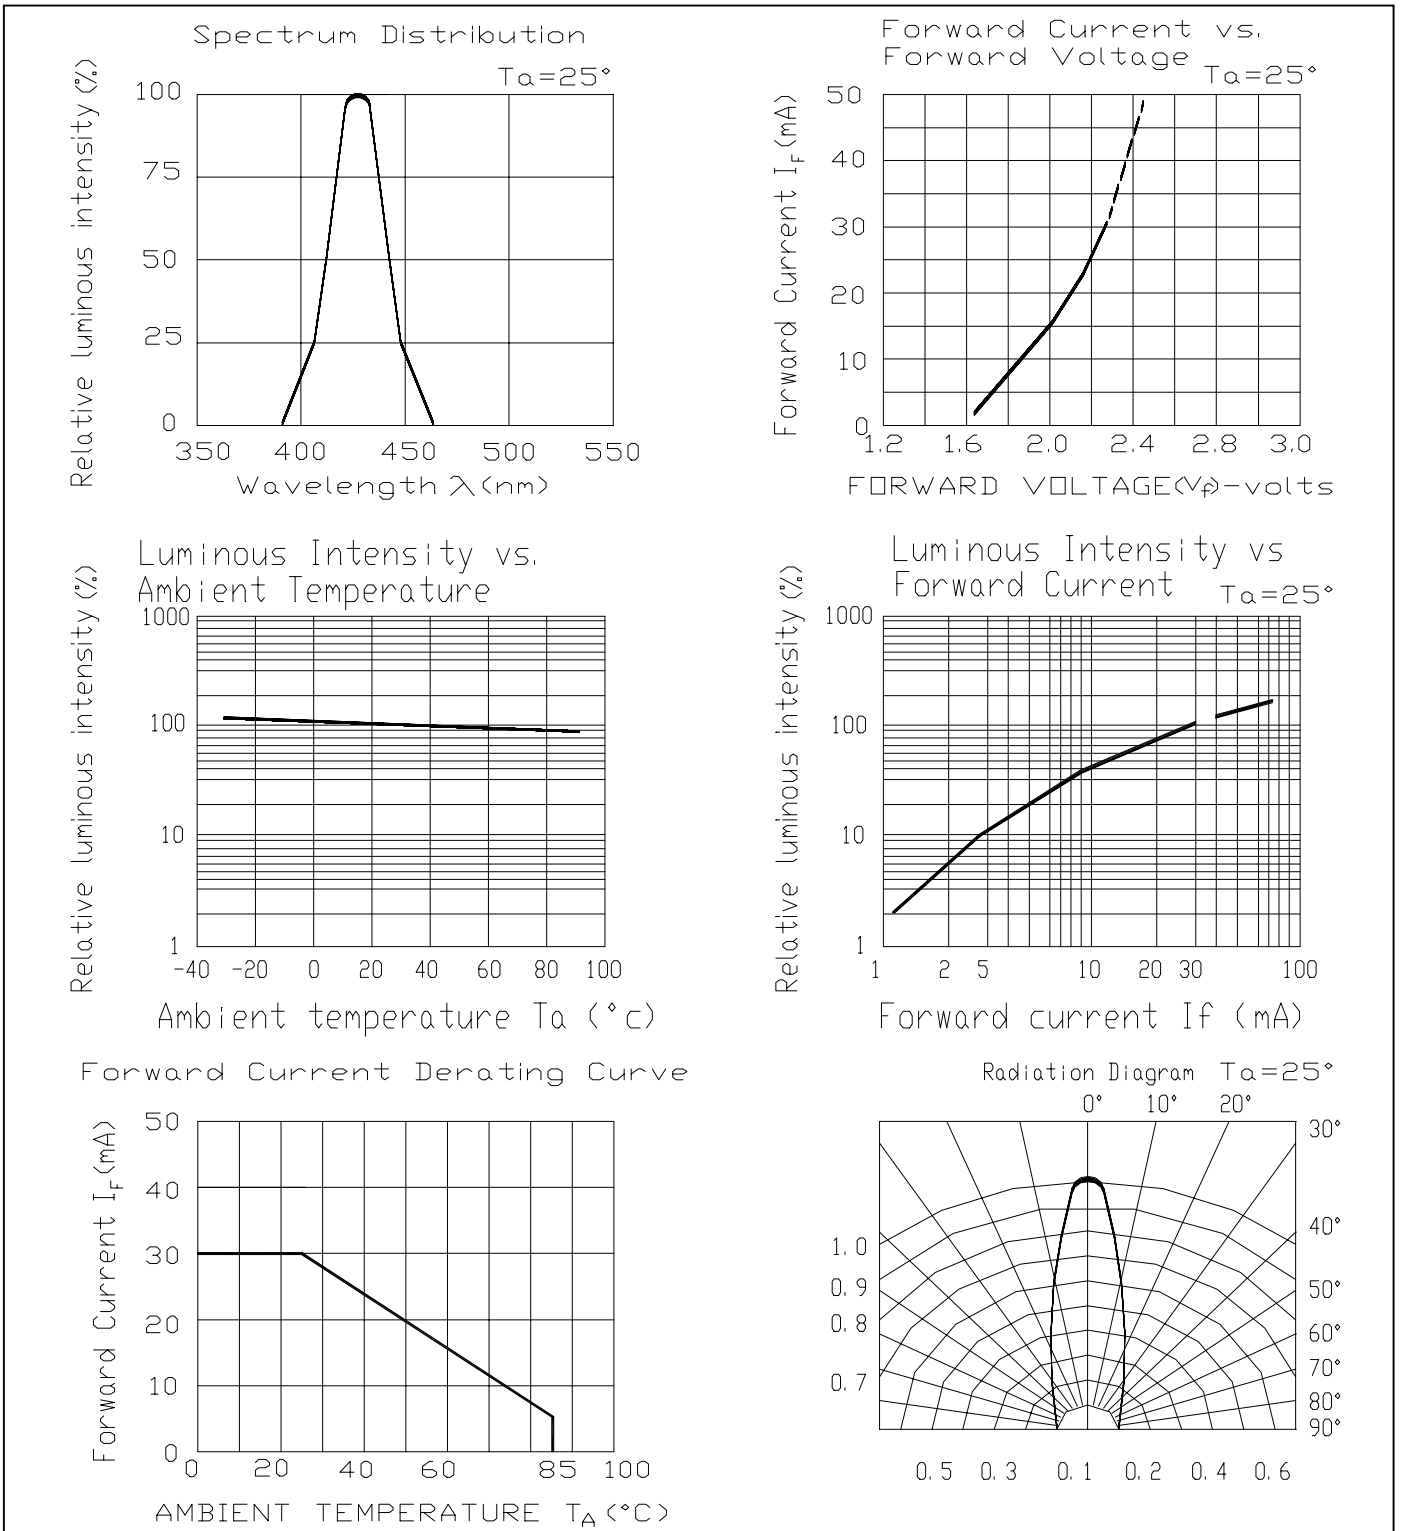 Spectrum Distribution
Ta=25°
Relative luminous intensity (%)
100
75
50
25
0
350 400 450 500 550
Wavelength λ (nm)
Forward Current vs.
Forward Voltage
Ta=25°
Forward Current IF (mA)
50
40
30
20
10
0
1.2 1.6 2.0 2.4 2.8 3.0
FORWARD VOLTAGE(Vf)-volts
Luminous Intensity vs.
Ambient Temperature
Relative luminous intensity (%)
1000
100
10
1
-40 -20 0 20 40 60 80 100
Ambient temperature Ta (°c)
Luminous Intensity vs
Forward Current
Ta=25°
Relative luminous intensity (%)
1000
100
10
1
1 2 5 10 20 30 100
Forward current If (mA)
Forward Current Derating Curve
Forward Current IF (mA)
50
40
30
20
10
0
0 20 40 60 85 100
AMBIENT TEMPERATURE TA (°C)
Radiation Diagram Ta=25°
0° 10° 20°
30°
40°
50°
60°
70°
80°
90°
1.0
0.9
0.8
0.7
0.5 0.3 0.1 0.2 0.4 0.6